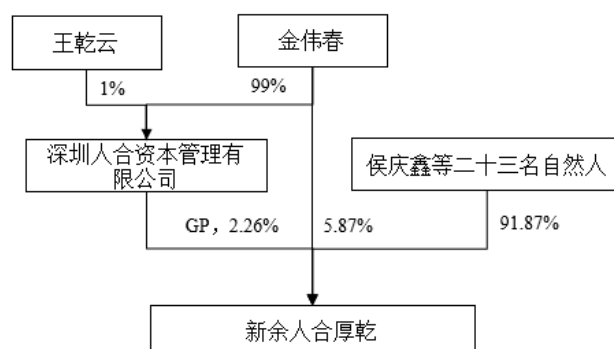 王乾云
金伟春
1%
99%
深圳人合资本管理有
限公司
侯庆鑫等二十三名自然人
GP，2.26%
5.87%
91.87%
新余人合厚乾